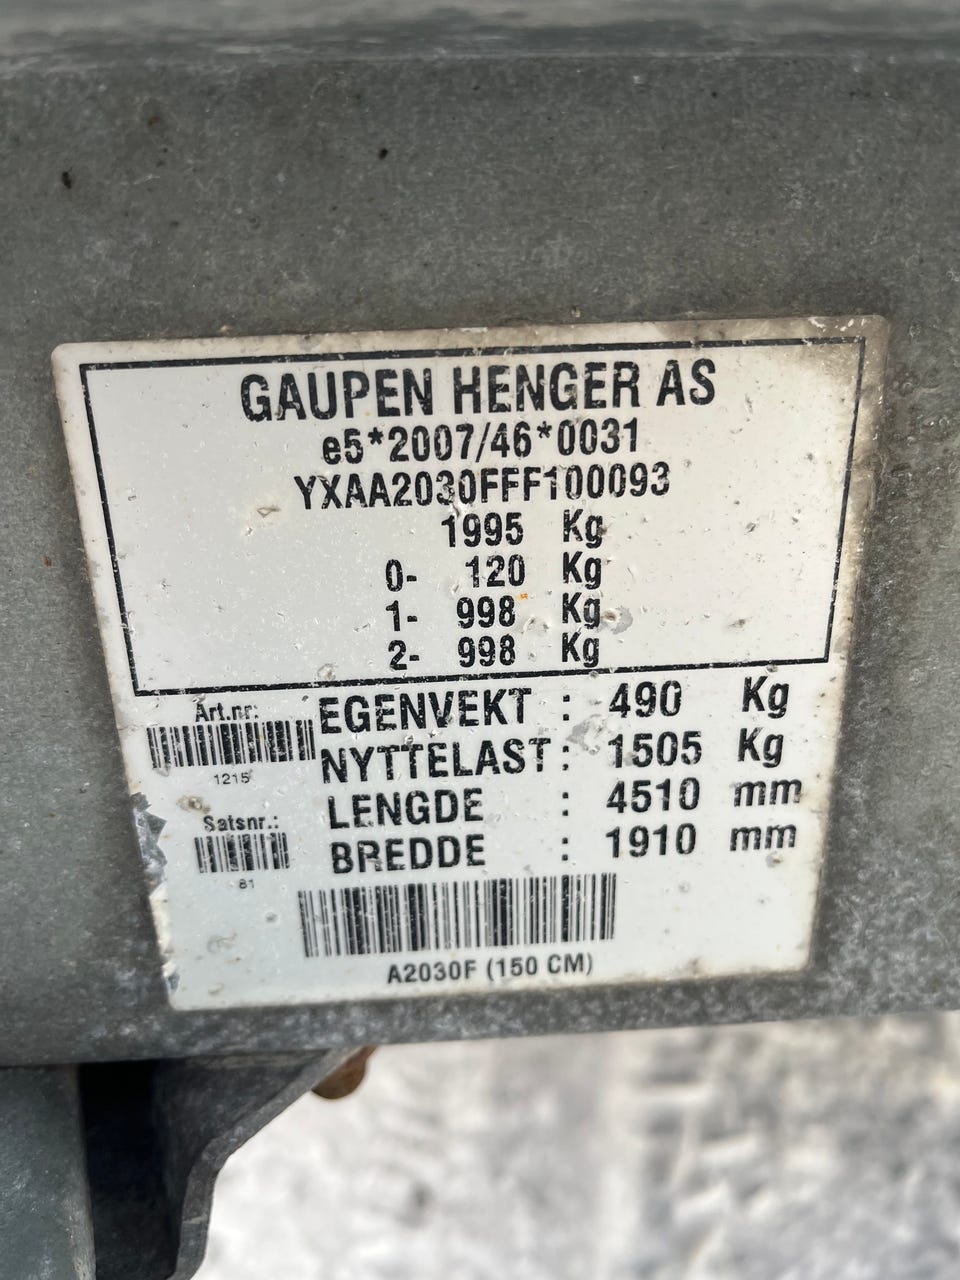 GAUPEN HENGER AS
e5*2007/46*0031
YXAA2030FFF100093
1995 Kg
0- 120 Kg
1- 998 Kg
2- 998 Kg
Art.nr:
1215
EGENVEKT : 490 Kg
NYTTELAST : 1505 Kg
LENGDE : 4510 mm
Satsnr.:
81
BREDDE : 1910 mm
A2030F (150 CM)